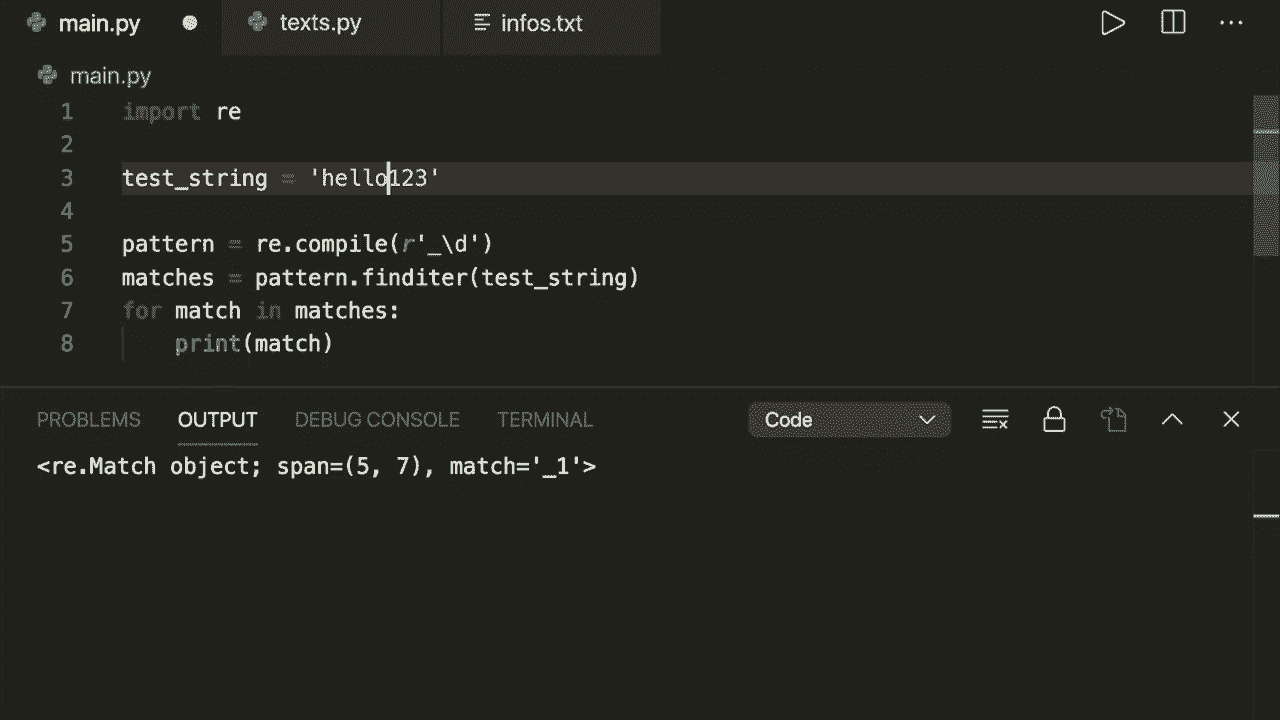 main.py texts.py infos.txt
main.py
1 import re
2
3 test_string = 'hello123'
4
5 pattern = re.compile(r'_\d')
6 matches = pattern.finditer(test_string)
7 for match in matches:
8     print(match)
PROBLEMS OUTPUT DEBUG CONSOLE TERMINAL Code
<re.Match object; span=(5, 7), match='_1'>